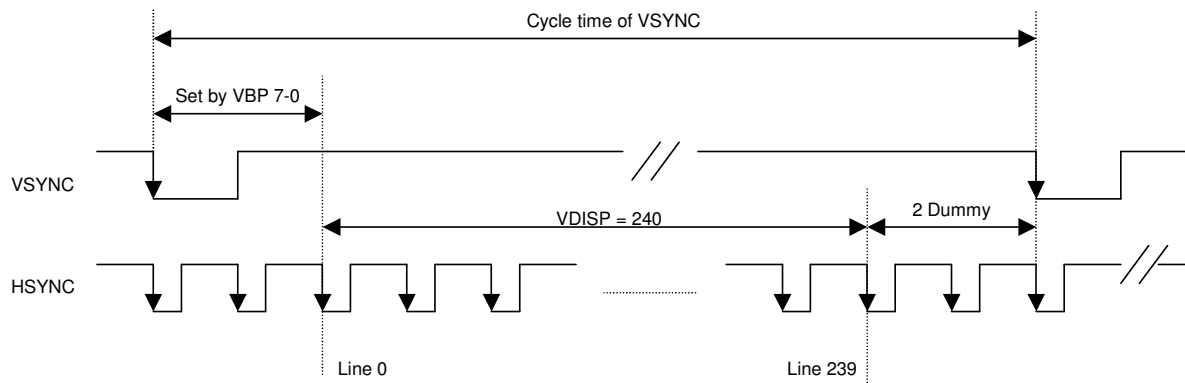 Cycle time of VSYNC
Set by VBP 7-0
VSYNC
VDISP = 240
2 Dummy
HSYNC
Line 0
Line 239